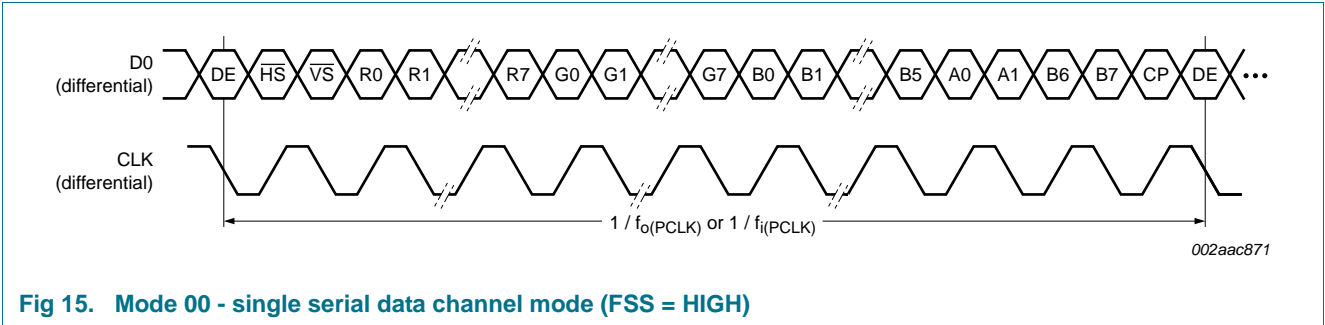 D0
(differential)
DE HS VS R0 R1 R7 G0 G1 G7 B0 B1 B5 A0 A1 B6 B7 CP DE •••
CLK
(differential)
1 / fo(PCLK) or 1 / fi(PCLK)
002aac871
Fig 15. Mode 00 - single serial data channel mode (FSS = HIGH)